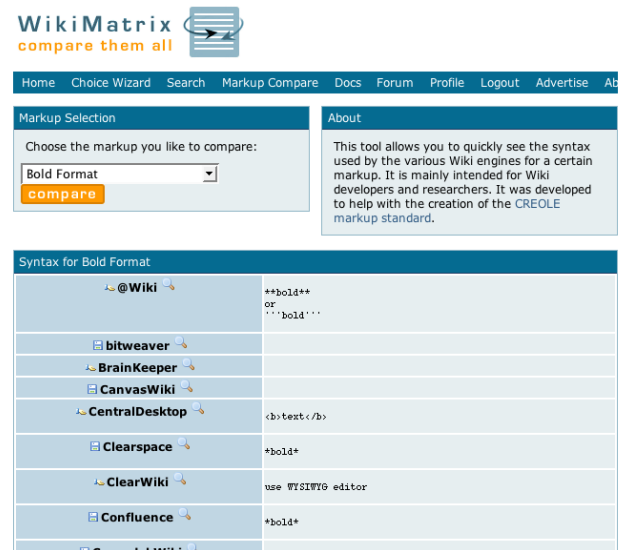 WikiMatrix
compare them all
Home Choice Wizard Search Markup Compare Docs Forum Profile Logout Advertise Ab
Markup Selection
Choose the markup you like to compare:
Bold Format
compare
About
This tool allows you to quickly see the syntax
used by the various Wiki engines for a certain
markup. It is mainly intended for Wiki
developers and researchers. It was developed
to help with the creation of the CREOLE
markup standard.
Syntax for Bold Format
@Wiki
**bold**
or
'''bold'''
bitweaver
BrainKeeper
CanvasWiki
CentralDesktop
<b>text</b>
Clearspace
*bold*
ClearWiki
use WYSIWYG editor
Confluence
*bold*